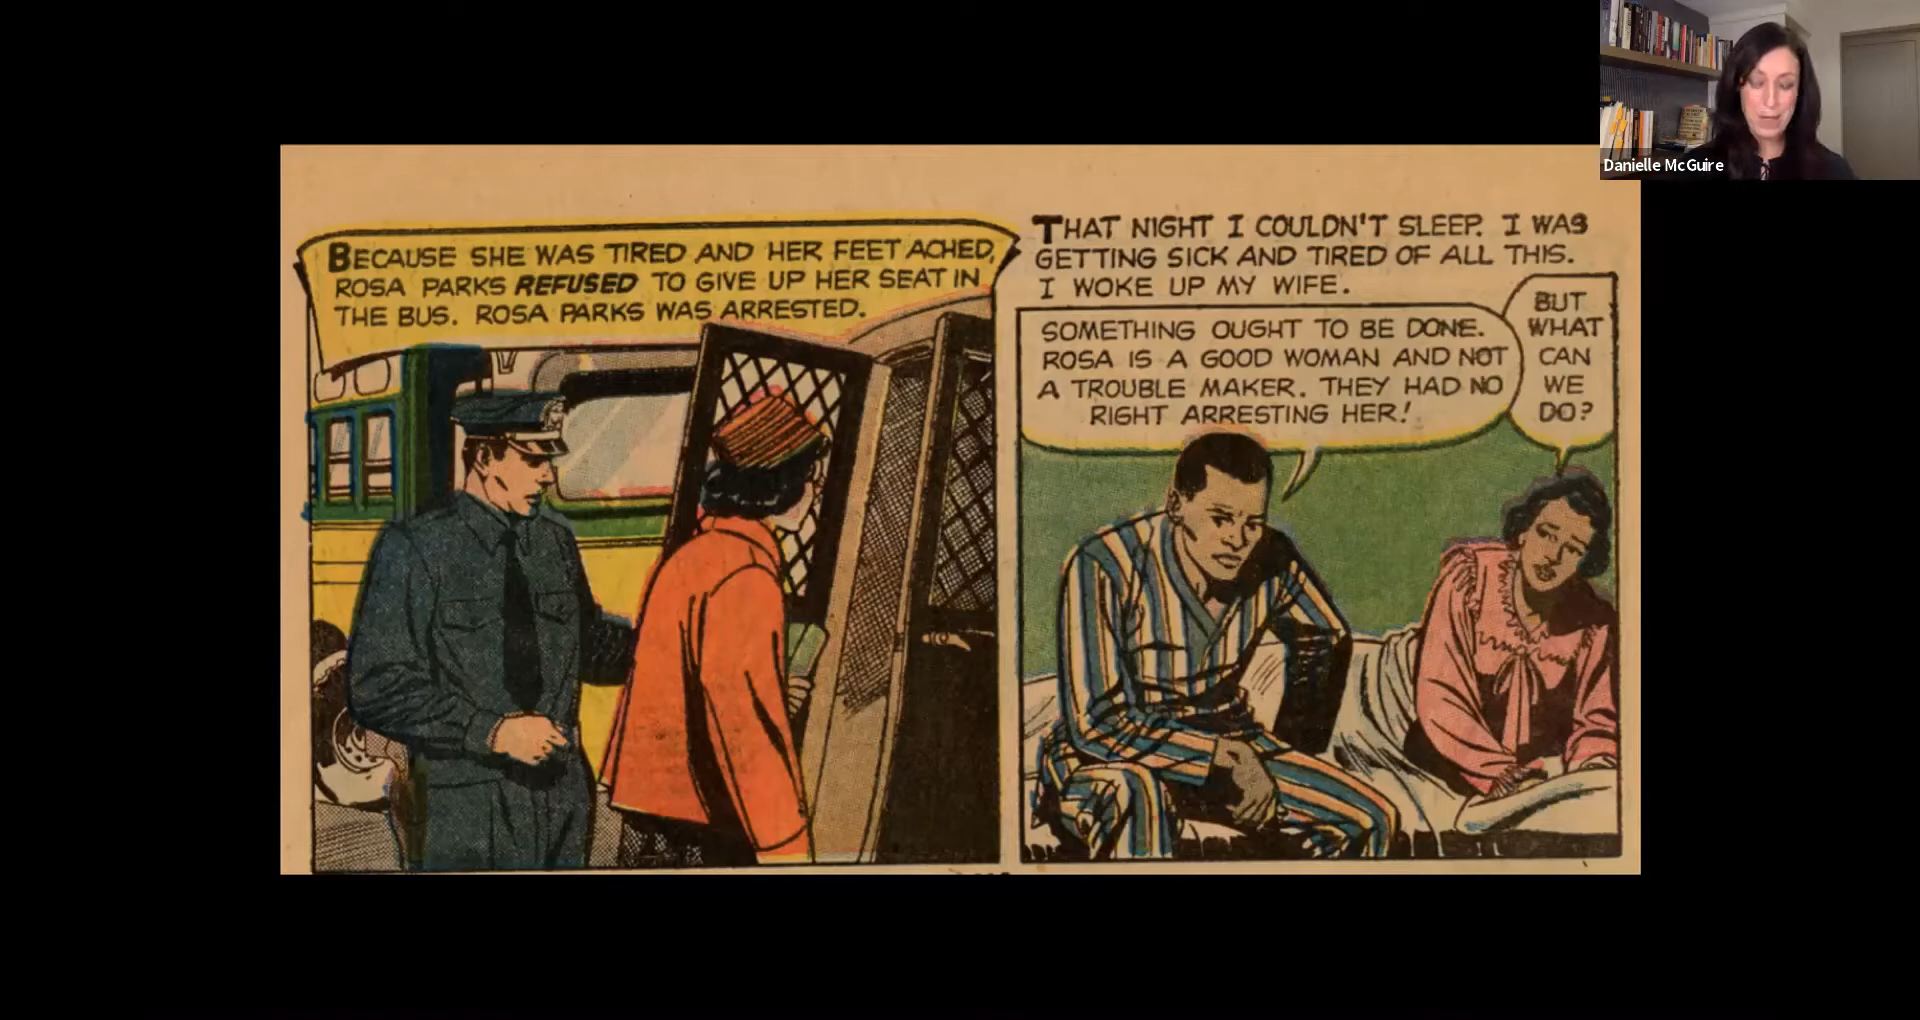 Danielle McGuire
BECAUSE SHE WAS TIRED AND HER FEET ACHED,
ROSA PARKS REFUSED TO GIVE UP HER SEAT IN
THE BUS. ROSA PARKS WAS ARRESTED.
THAT NIGHT I COULDN'T SLEEP. I WAS
GETTING SICK AND TIRED OF ALL THIS.
I WOKE UP MY WIFE.
SOMETHING OUGHT TO BE DONE.
ROSA IS A GOOD WOMAN AND NOT
A TROUBLE MAKER. THEY HAD NO
RIGHT ARRESTING HER!
BUT
WHAT
CAN
WE
DO?